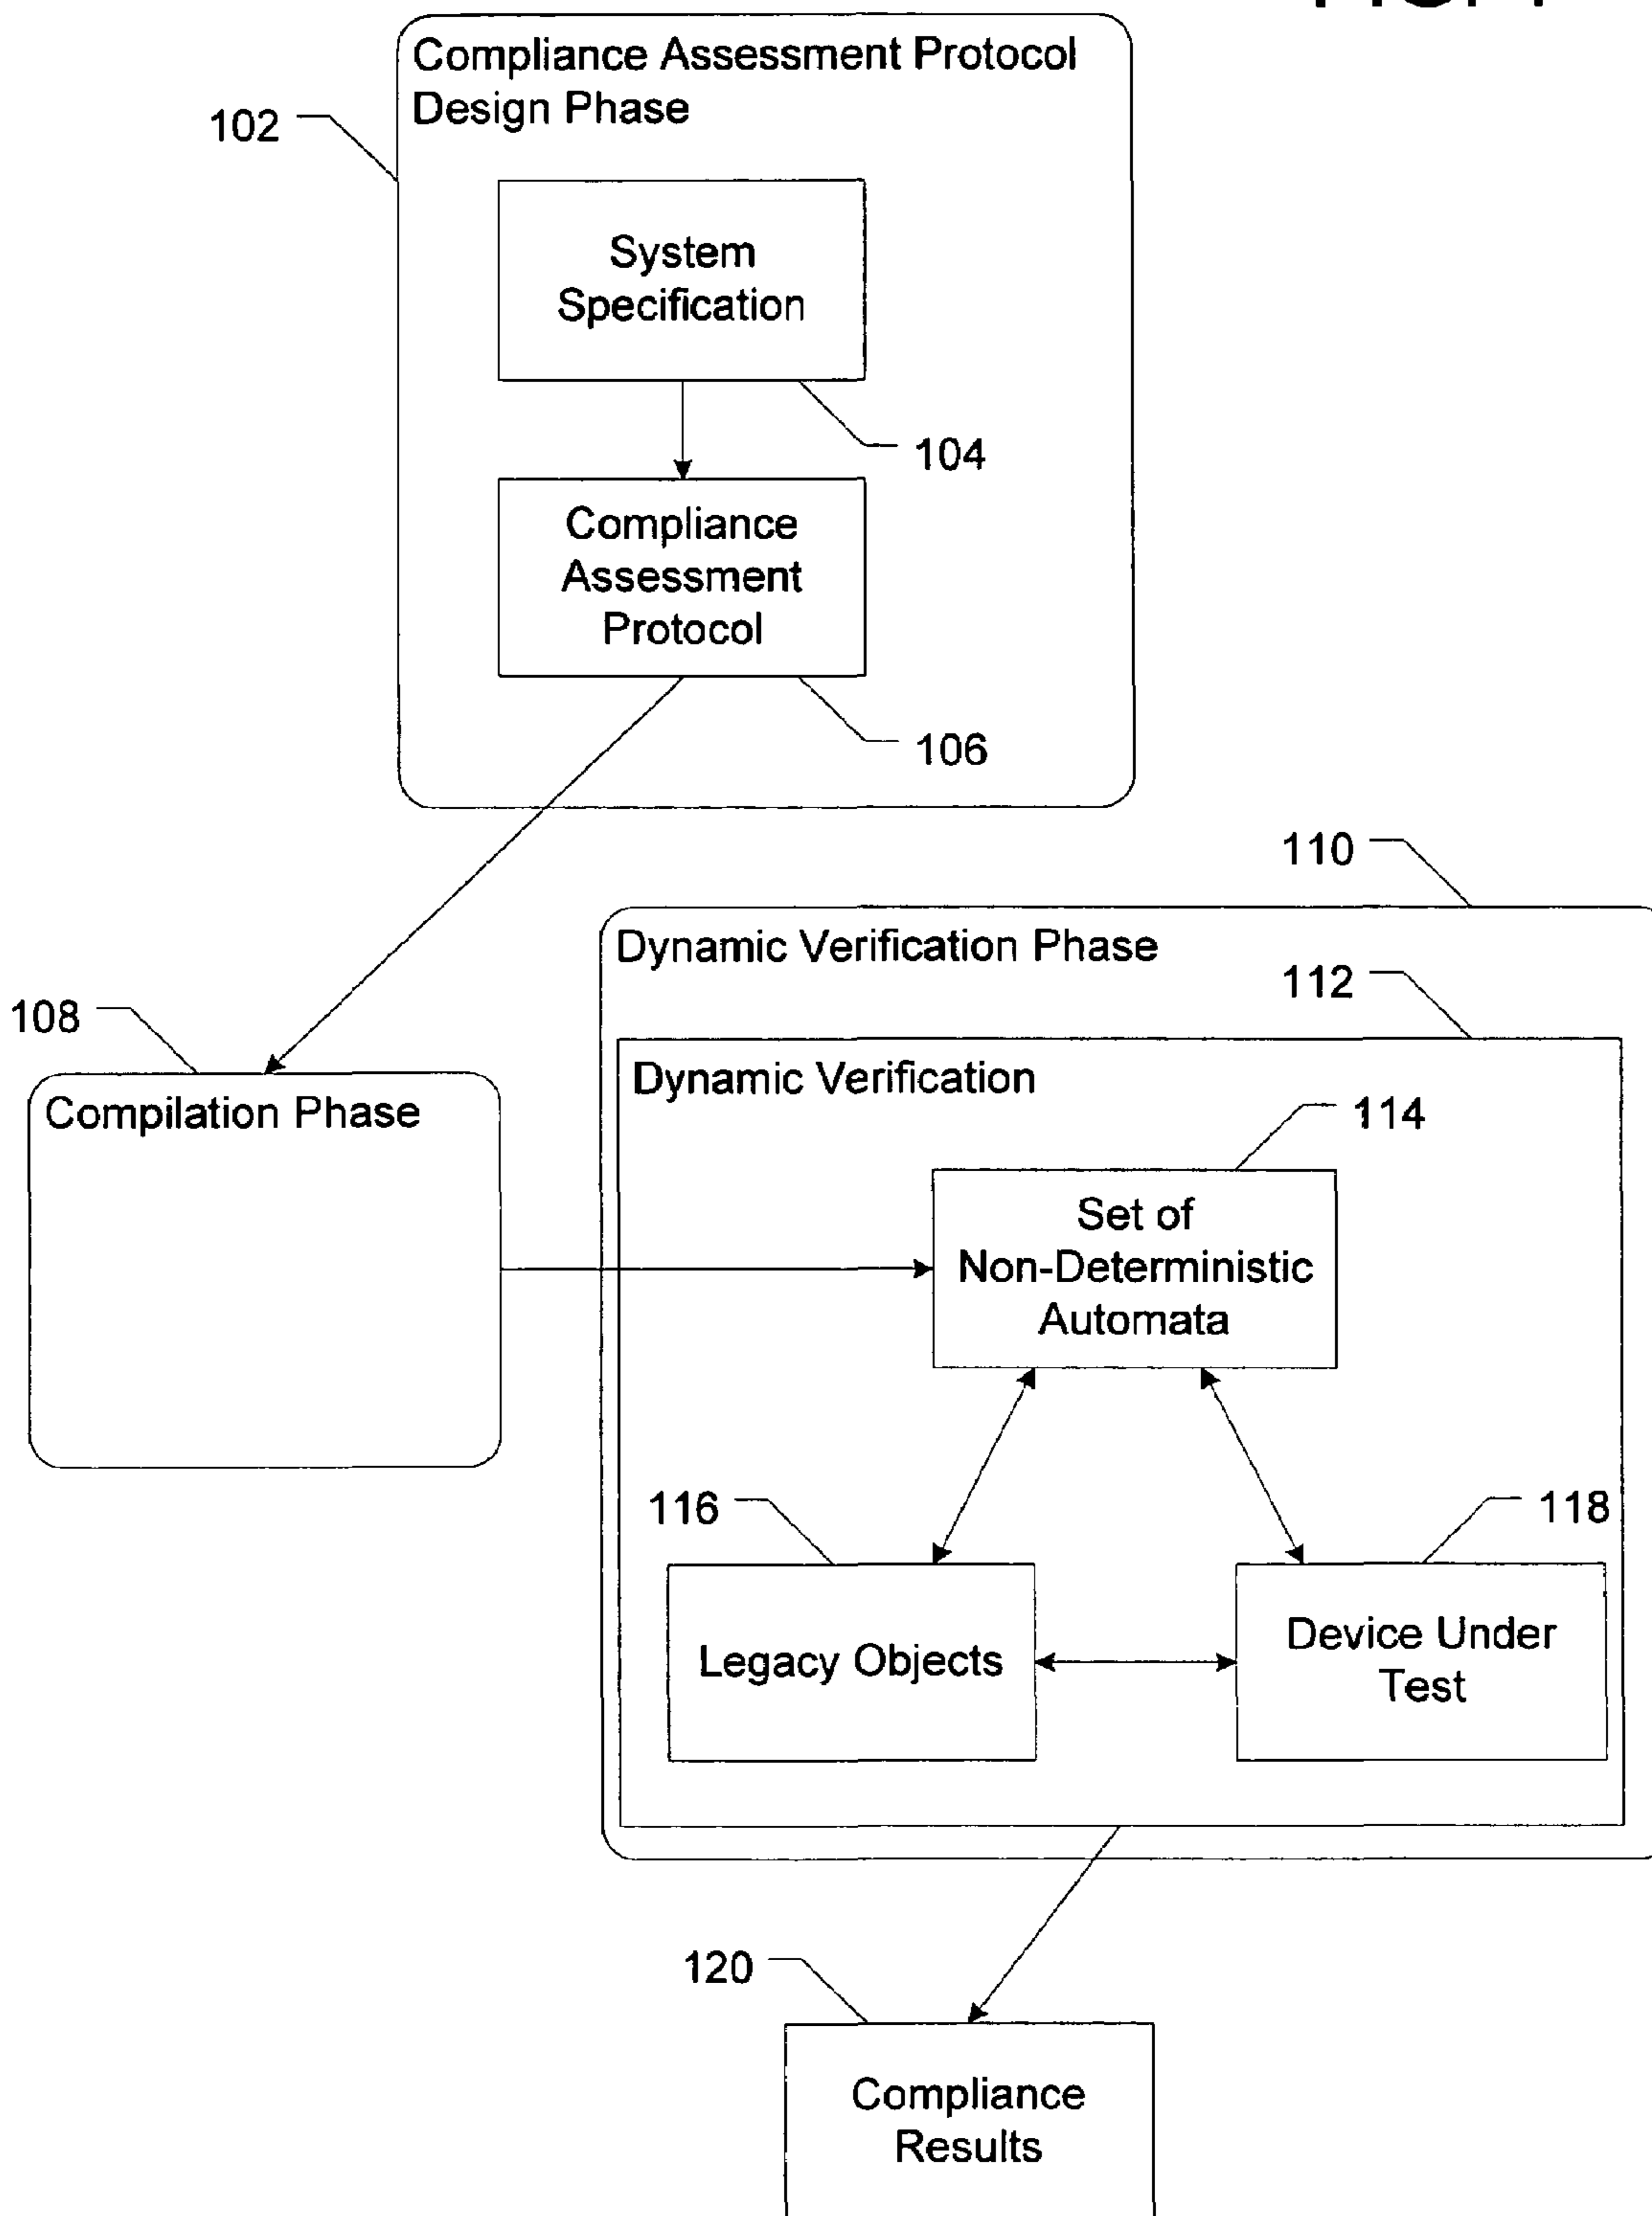 Compliance Assessment Protocol
Design Phase
102
System
Specification
104
Compliance
Assessment
Protocol
106
110
Dynamic Verification Phase
112
108
Dynamic Verification
Compilation Phase
114
Set of
Non-Deterministic
Automata
116
118
Legacy Objects
Device Under
Test
120
Compliance
Results